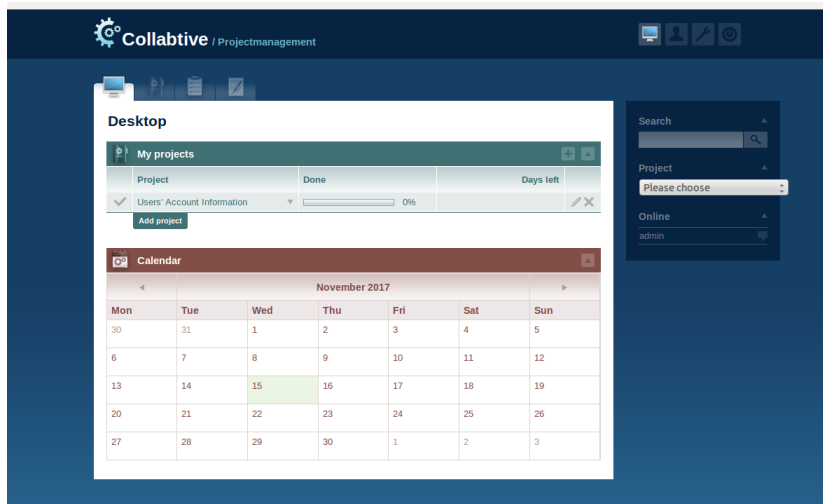 Collabtive / Projectmanagement
Desktop
My projects
Project Done Days left
Users' Account Information 0%
Add project
Calendar
November 2017
Mon Tue Wed Thu Fri Sat Sun
30 31 1 2 3 4 5
6 7 8 9 10 11 12
13 14 15 16 17 18 19
20 21 22 23 24 25 26
27 28 29 30 1 2 3
Search
Project
Please choose
Online
admin